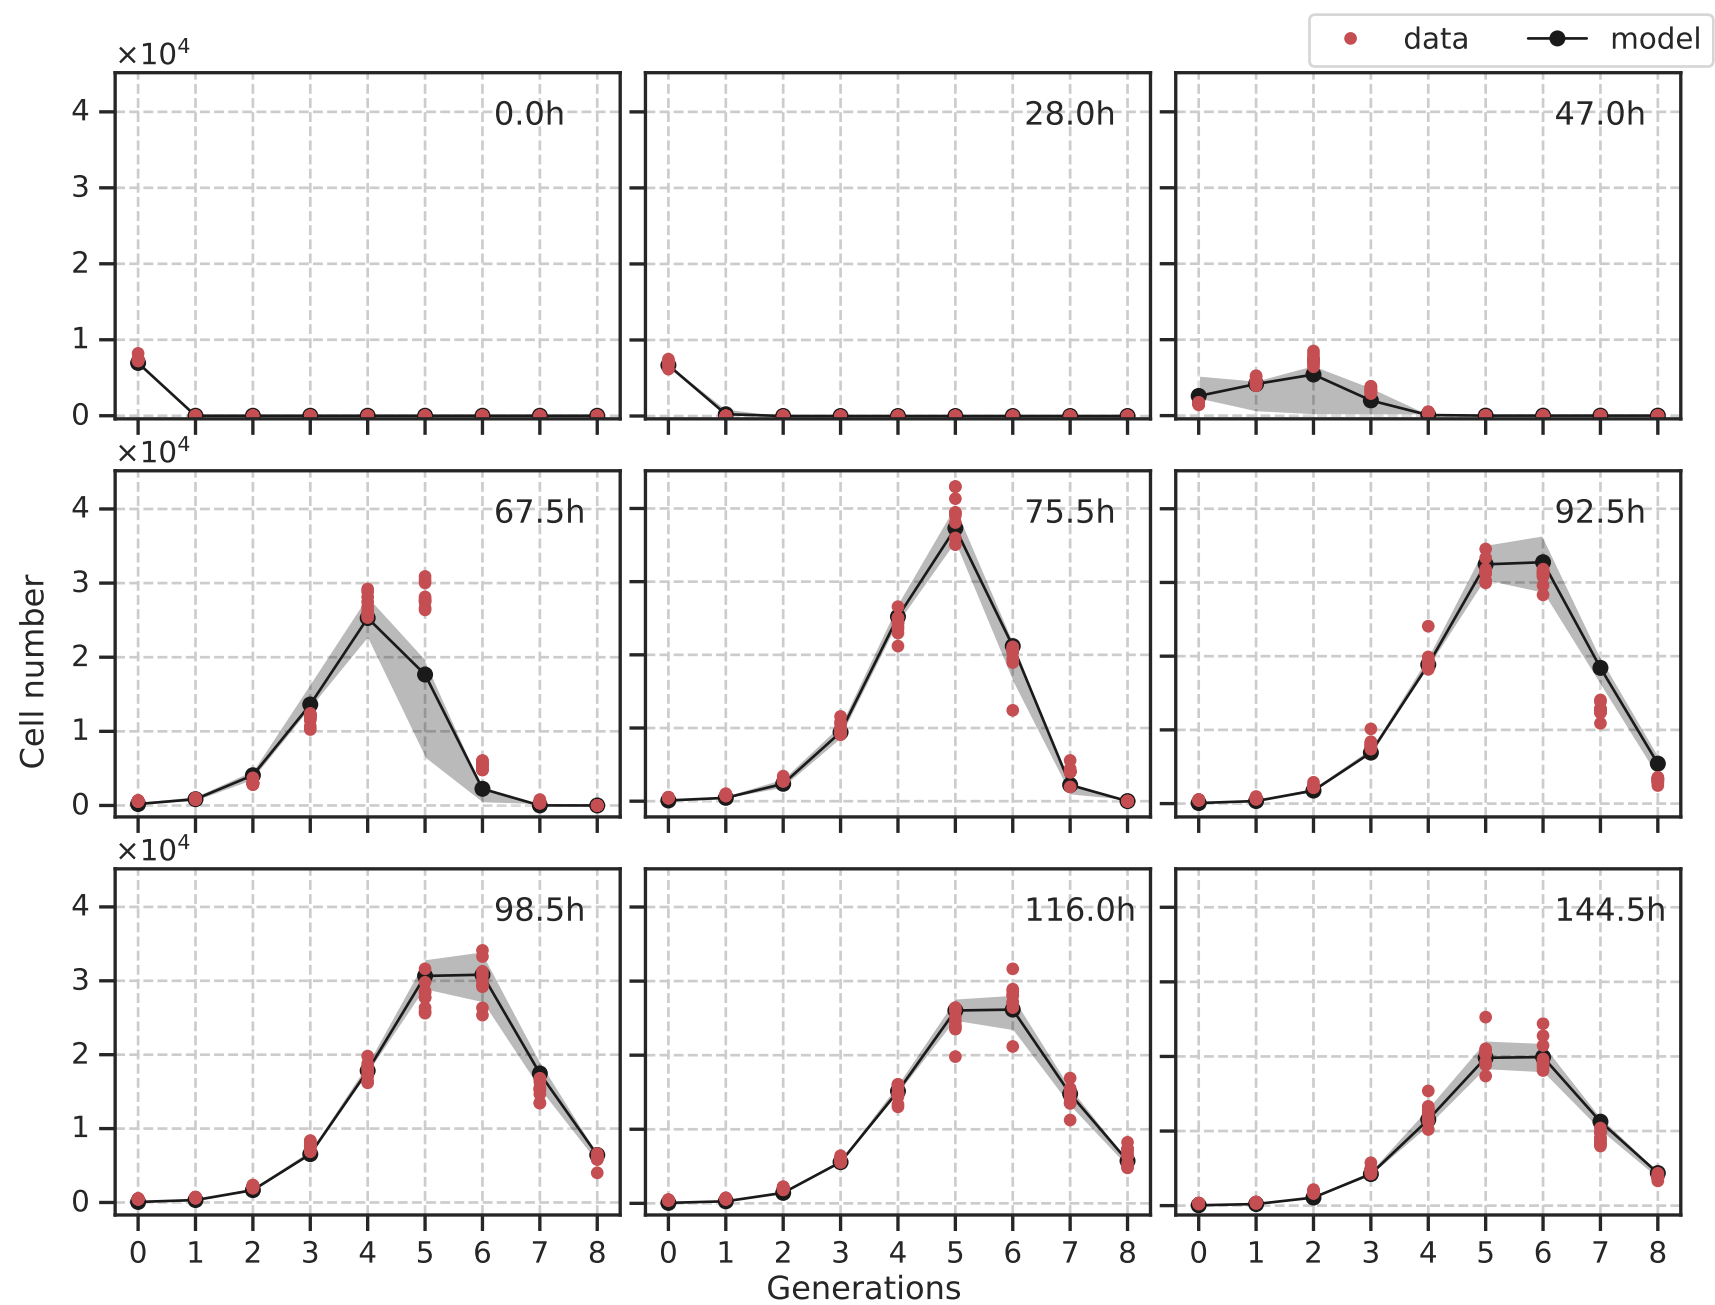 data model
×10⁴
4
3
2
1
0
0.0h
28.0h
47.0h
×10⁴
4
3
2
1
0
67.5h
75.5h
92.5h
Cell number
×10⁴
4
3
2
1
0
98.5h
116.0h
144.5h
0 1 2 3 4 5 6 7 8
0 1 2 3 4 5 6 7 8
0 1 2 3 4 5 6 7 8
Generations